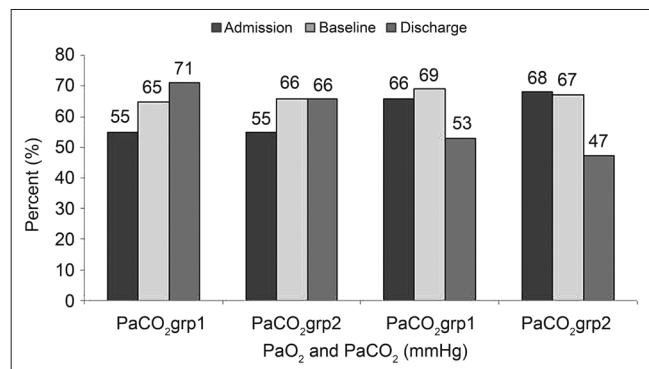 Admission Baseline Discharge
80
70
60
50
40
30
20
10
0
Percent (%)
55 65 71
55 66 66
66 69 53
68 67 47
PaCO₂grp1 PaCO₂grp2 PaCO₂grp1 PaCO₂grp2
PaO₂ and PaCO₂ (mmHg)